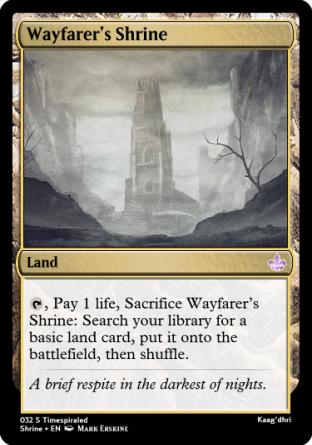 Wayfarer's Shrine
Land
, Pay 1 life, Sacrifice Wayfarer's
Shrine: Search your library for a
basic land card, put it onto the
battlefield, then shuffle.
A brief respite in the darkest of nights.
032 S Timespiraled
Kaag'dhri
Shrine • EN Mark Erskine